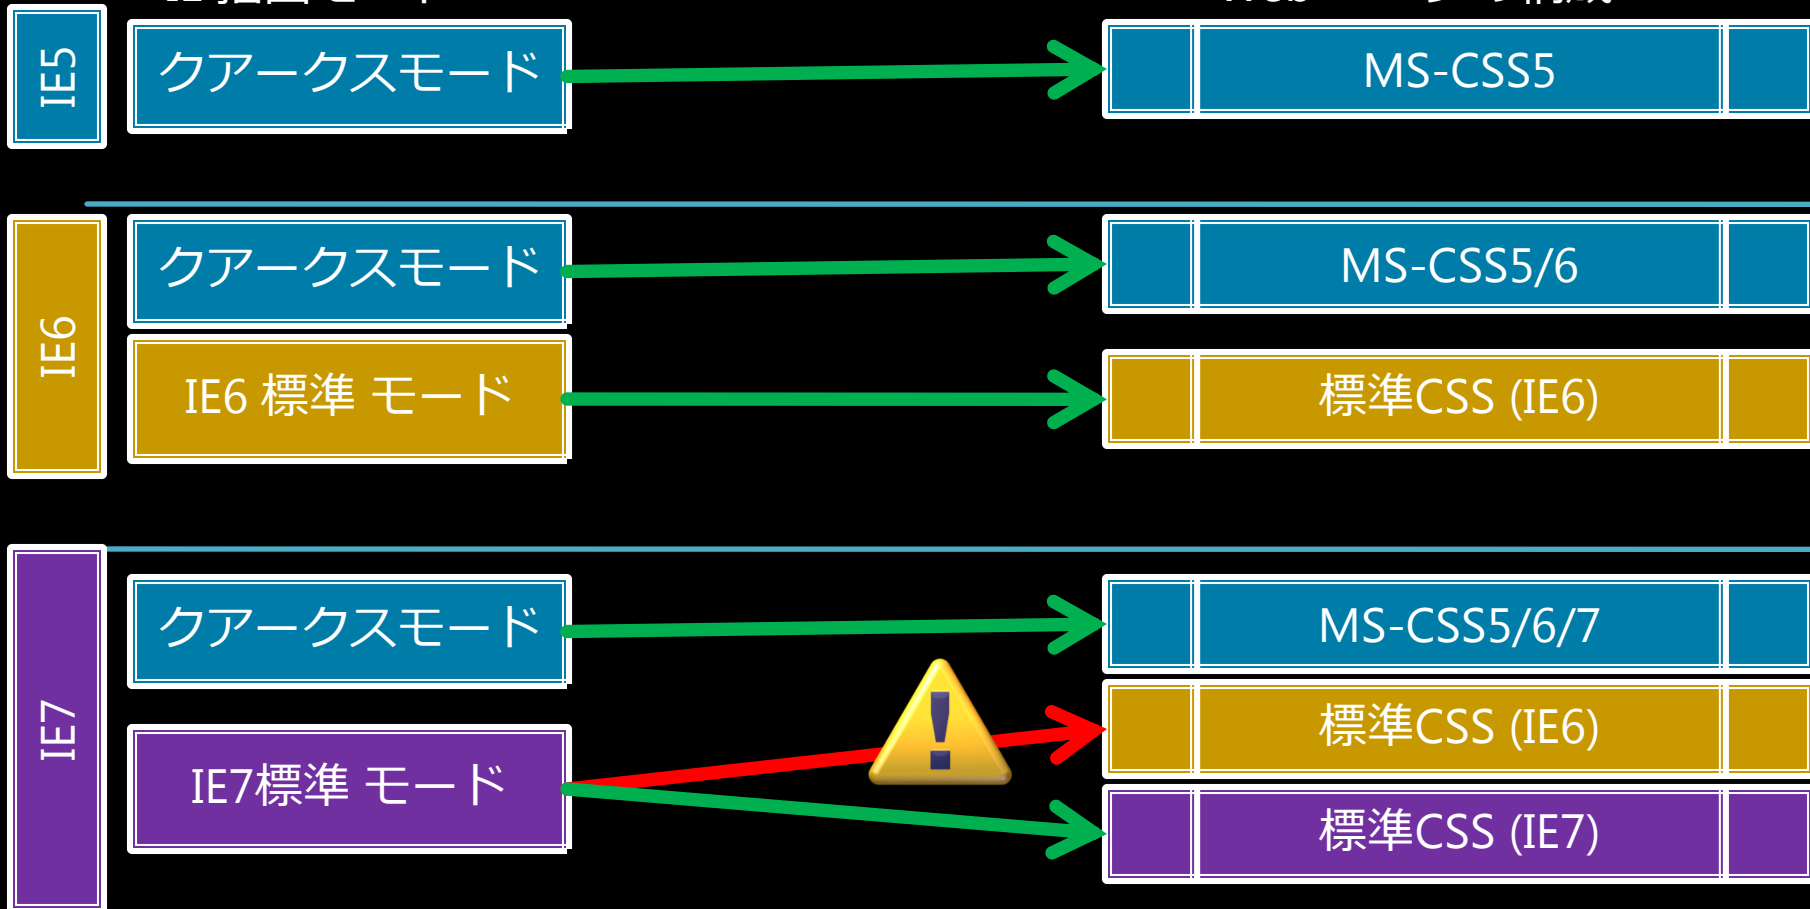 IE5
クアークスモード
MS-CSS5
IE6
クアークスモード
MS-CSS5/6
IE6 標準 モード
標準CSS (IE6)
IE7
クアークスモード
MS-CSS5/6/7
標準CSS (IE6)
IE7標準 モード
標準CSS (IE7)